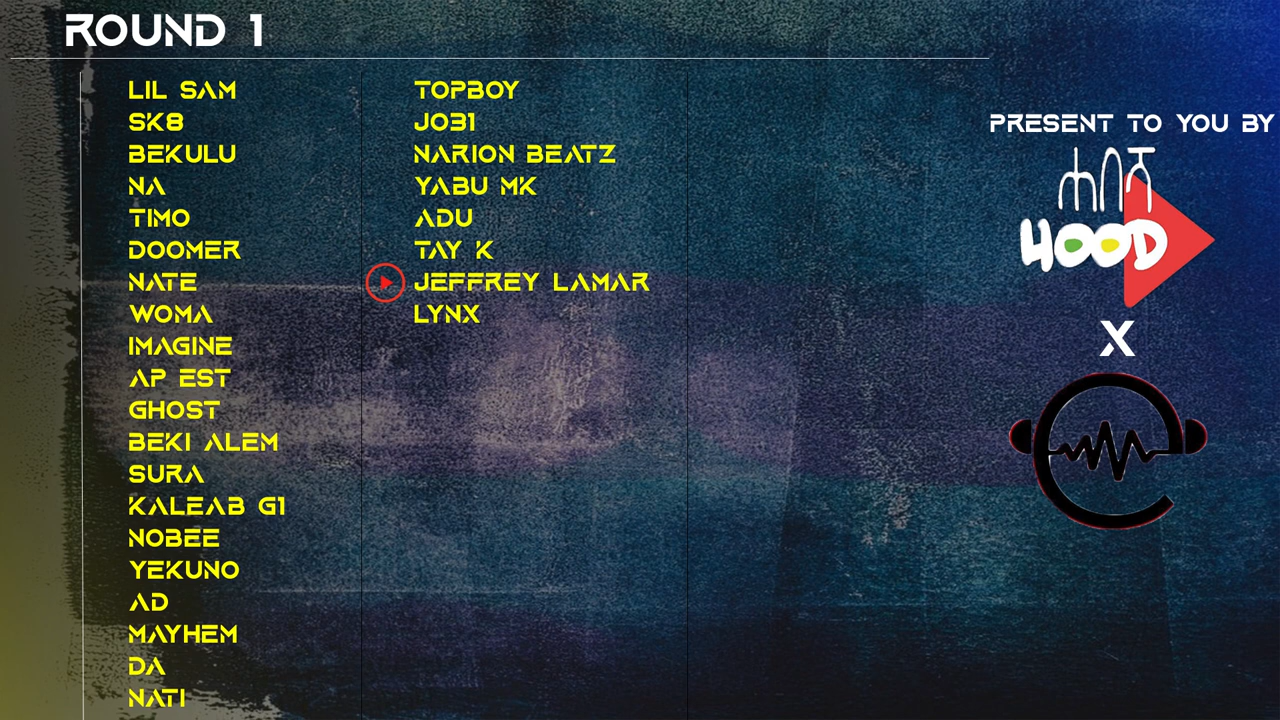 ROUND 1
LIL SAM
SK8
BEKULU
NA
TIMO
DOOMER
NATE
WOMA
IMAGINE
AP EST
GHOST
BEKI ALEM
SURA
KALEAB G1
NOBEE
YEKUNO
AD
MAYHEM
DA
NATI
TOPBOY
JOB1
NARION BEATZ
YABU MK
ADU
TAY K
JEFFREY LAMAR
LYNX
PRESENT TO YOU BY
ሐበሻ
HOOD
X